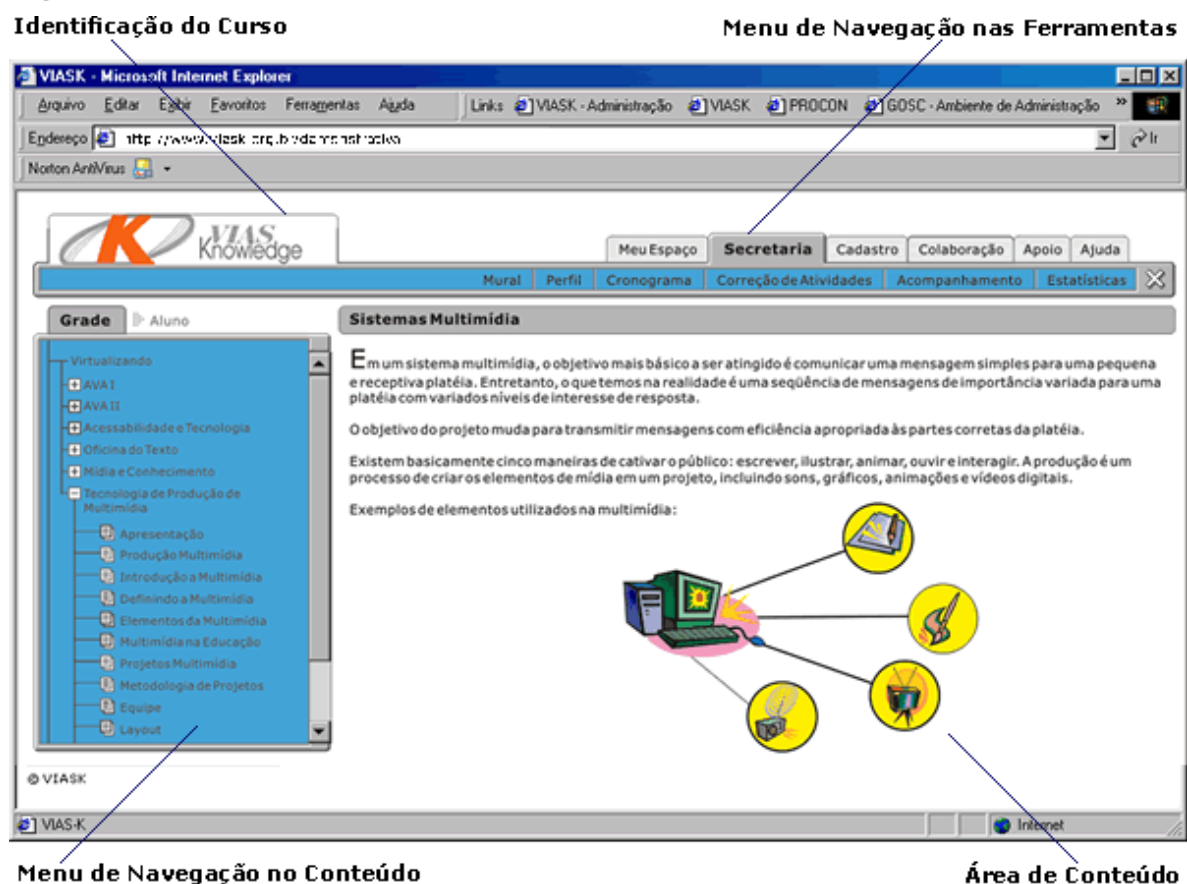 Identificação do Curso
Menu de Navegação nas Ferramentas
VIASK - Microsoft Internet Explorer
Arquivo Editar Exibir Favoritos Ferramentas Ajuda Links VIASK - Administração VIASK PROCON GOSC - Ambiente de Administração »
Endereço Ir
Norton AntiVirus
VIAS
Knowledge
Meu Espaço Secretaria Cadastro Colaboração Apoio Ajuda
Mural Perfil Cronograma Correção de Atividades Acompanhamento Estatísticas
Grade Aluno
Virtualizando
AVA I
AVA II
Acessabilidade e Tecnologia
Oficina do Texto
Mídia e Conhecimento
Tecnologia de Produção de
Multimídia
Apresentação
Produção Multimídia
Introdução a Multimídia
Definindo a Multimídia
Elementos da Multimídia
Multimídia na Educação
Projetos Multimídia
Metodologia de Projetos
Equipe
Layout
Sistemas Multimídia
Em um sistema multimídia, o objetivo mais básico a ser atingido é comunicar uma mensagem simples para uma pequena
e receptiva platéia. Entretanto, o que temos na realidade é uma seqüência de mensagens de importância variada para uma
platéia com variados níveis de interesse de resposta.
O objetivo do projeto muda para transmitir mensagens com eficiência apropriada às partes corretas da platéia.
Existem basicamente cinco maneiras de cativar o público: escrever, ilustrar, animar, ouvir e interagir. A produção é um
processo de criar os elementos de mídia em um projeto, incluindo sons, gráficos, animações e vídeos digitais.
Exemplos de elementos utilizados na multimídia:
© VIASK
VIAS-K Internet
Menu de Navegação no Conteúdo
Área de Conteúdo